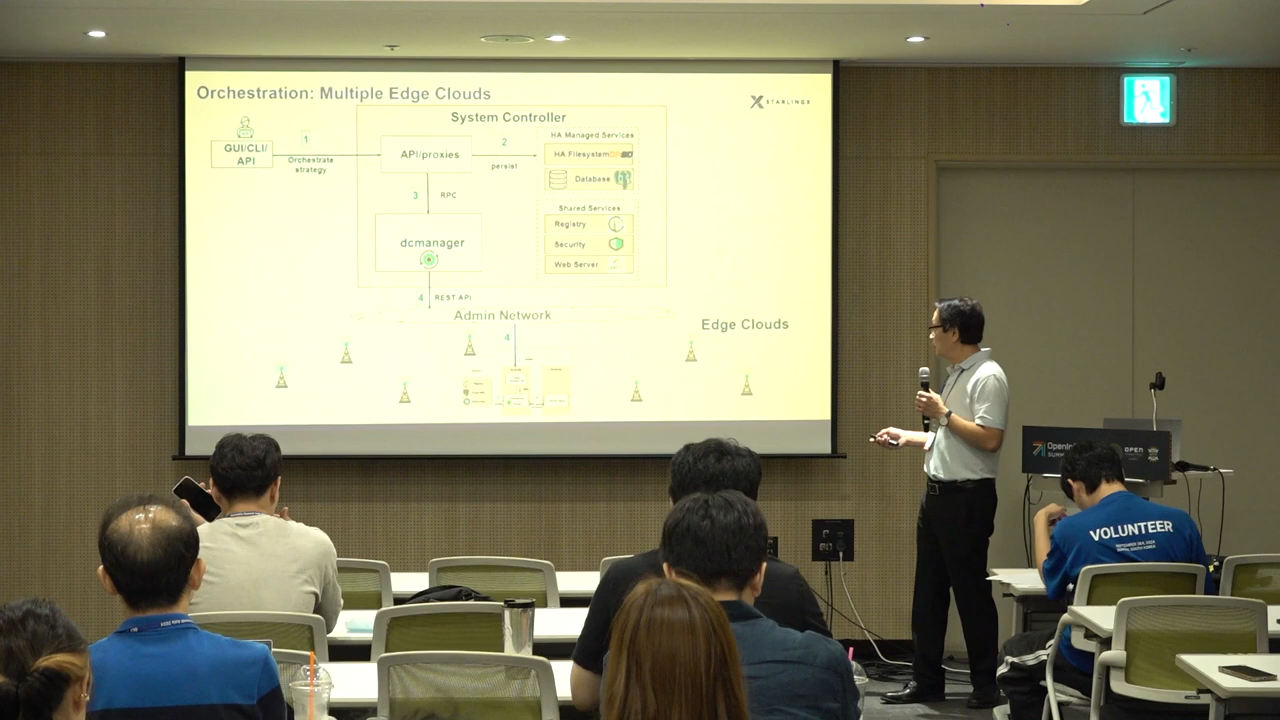 Orchestration: Multiple Edge Clouds
STARLINGX
System Controller
GUI/CLI/
API
1
Orchestrate
strategy
API/proxies
2
persist
HA Managed Services
HA Filesystem
Database
3
RPC
Shared Services
Registry
Security
Web Server
dcmanager
4
REST API
Admin Network
4
Edge Clouds
OPEN
VOLUNTEER